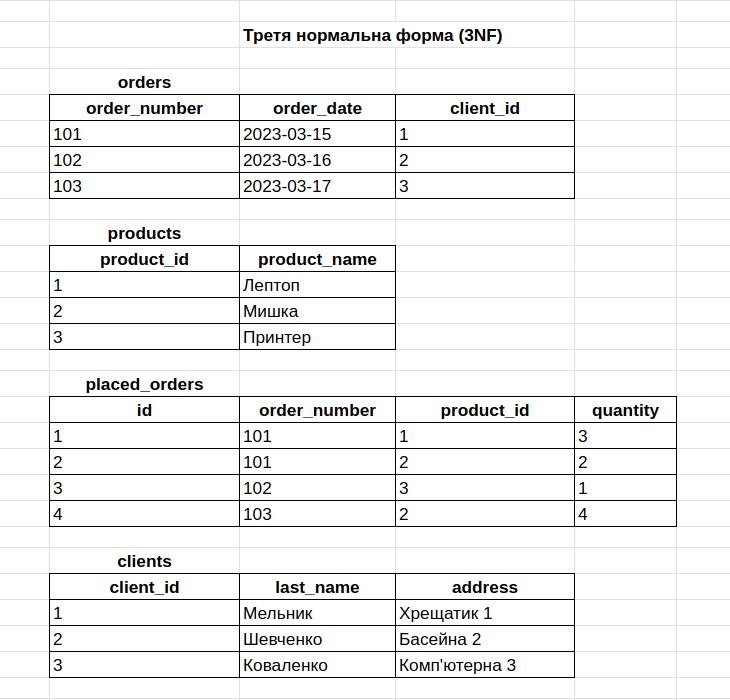 Третя нормальна форма (3NF)
orders
order_number order_date client_id
101 2023-03-15 1
102 2023-03-16 2
103 2023-03-17 3
products
product_id product_name
1 Лептоп
2 Мишка
3 Принтер
placed_orders
id order_number product_id quantity
1 101 1 3
2 101 2 2
3 102 3 1
4 103 2 4
clients
client_id last_name address
1 Мельник Хрещатик 1
2 Шевченко Басейна 2
3 Коваленко Комп'ютерна 3